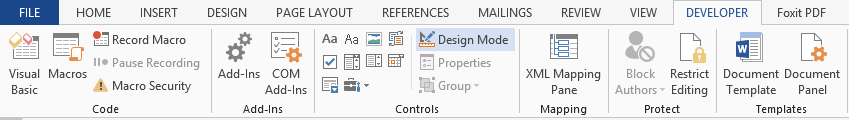 FILE HOME INSERT DESIGN PAGE LAYOUT REFERENCES MAILINGS REVIEW VIEW DEVELOPER Foxit PDF
Visual Basic
Macros
Record Macro
Pause Recording
Macro Security
Code
Add-Ins
COM Add-Ins
Add-Ins
Aa Aa
Design Mode
Properties
Group
Controls
XML Mapping
Pane
Mapping
Block
Authors
Restrict
Editing
Protect
Document
Template
Document
Panel
Templates